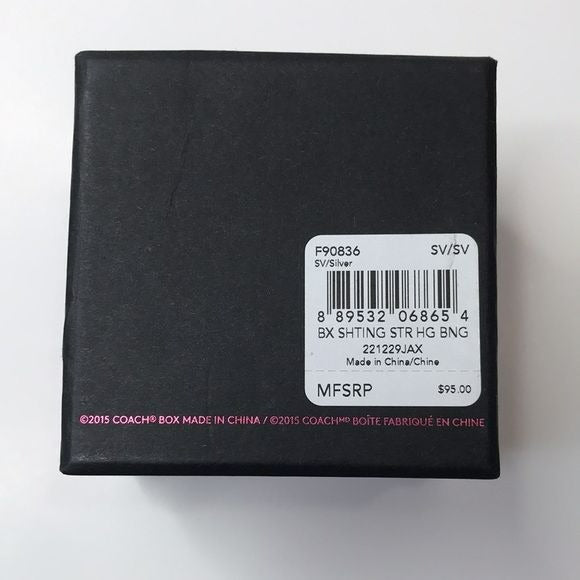 F90836 SV/SV
SV/Silver
8 89532 06865 4
BX SHTING STR HG BNG
221229JAX
Made in China/Chine
MFSRP $95.00
©2015 COACH® BOX MADE IN CHINA / ©2015 COACHᴹᴰ BOÎTE FABRIQUÉ EN CHINE